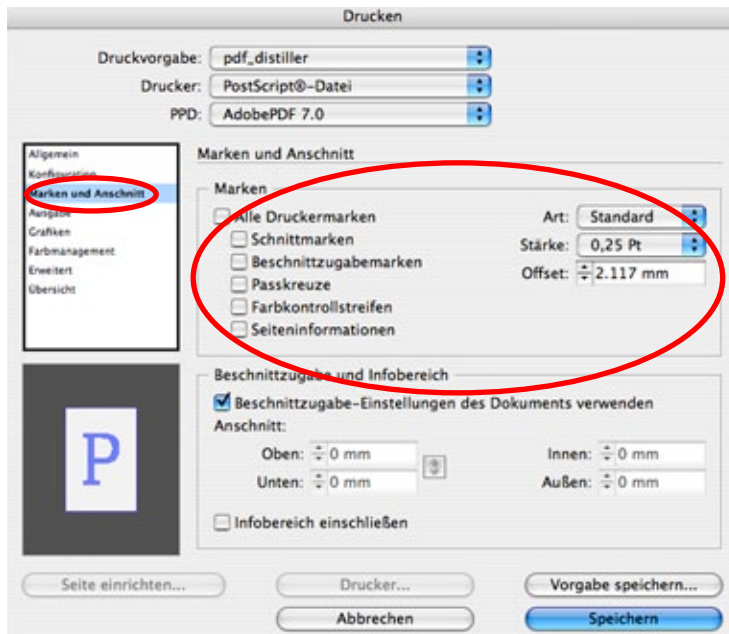 Drucken
Druckvorgabe: pdf_distiller
Drucker: PostScript®-Datei
PPD: AdobePDF 7.0
Allgemein
Konfiguration
Marken und Anschnitt
Ausgabe
Grafiken
Farbmanagement
Erweitert
Übersicht
Marken und Anschnitt
Marken
Alle Druckermarken
Schnittmarken
Beschnittzugabemarken
Passkreuze
Farbkontrollstreifen
Seiteninformationen
Art: Standard
Stärke: 0,25 Pt
Offset: 2.117 mm
Beschnittzugabe und Infobereich
Beschnittzugabe-Einstellungen des Dokuments verwenden
Anschnitt:
Oben: 0 mm
Innen: 0 mm
Unten: 0 mm
Außen: 0 mm
Infobereich einschließen
P
Seite einrichten...
Drucker...
Vorgabe speichern...
Abbrechen
Speichern